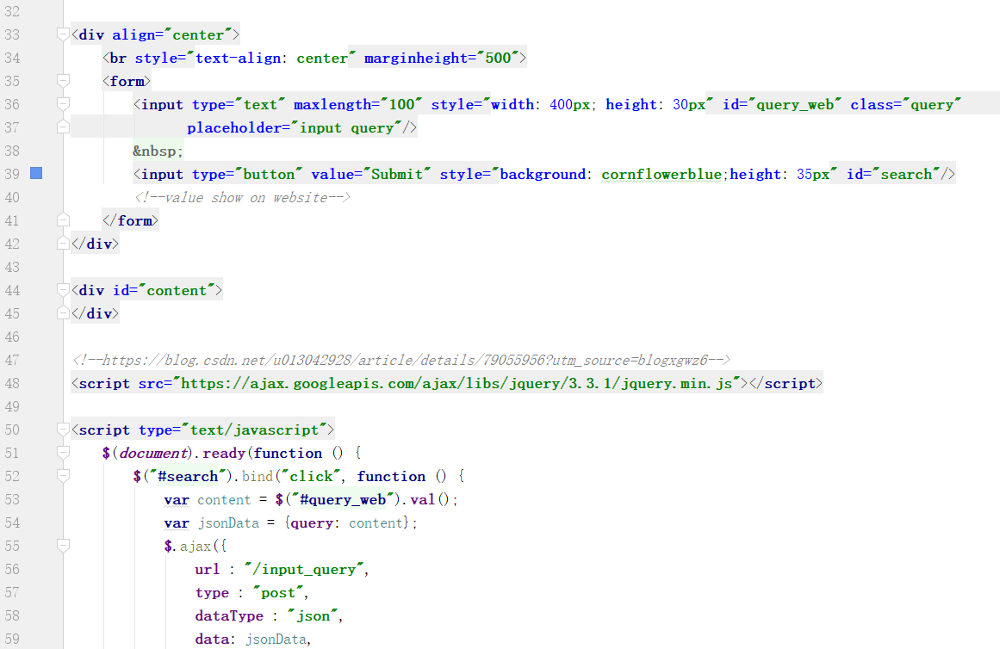 32
33 <div align="center">
34 <br style="text-align: center" marginheight="500">
35 <form>
36 <input type="text" maxlength="100" style="width: 400px; height: 30px" id="query_web" class="query"
37 placeholder="input query"/>
38 &nbsp;
39 <input type="button" value="Submit" style="background: cornflowerblue;height: 35px" id="search"/>
40 <!--value show on website-->
41 </form>
42 </div>
43
44 <div id="content">
45 </div>
46
47 <!--https://blog.csdn.net/u013042928/article/details/79055956?utm_source=blogxgwz6-->
48 <script src="https://ajax.googleapis.com/ajax/libs/jquery/3.3.1/jquery.min.js"></script>
49
50 <script type="text/javascript">
51 $(document).ready(function () {
52 $("#search").bind("click", function () {
53 var content = $("#query_web").val();
54 var jsonData = {query: content};
55 $.ajax({
56 url : "/input_query",
57 type : "post",
58 dataType : "json",
59 data: jsonData,